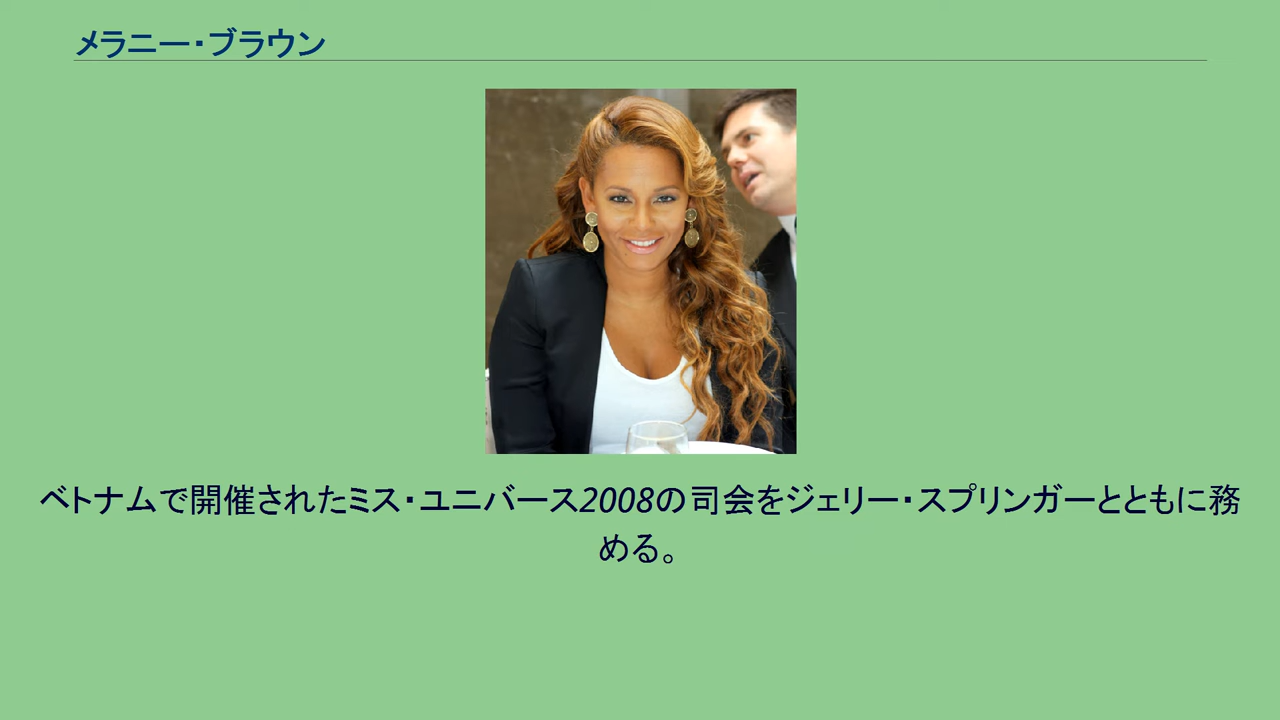 メラニー・ブラウン
ベトナムで開催されたミス・ユニバース2008の司会をジェリー・スプリンガーとともに務
める。